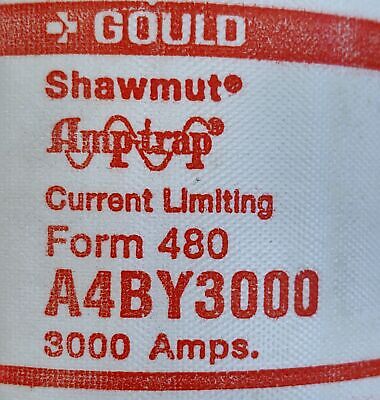 GOULD
Shawmut®
Amp-trap®
Current Limiting
Form 480
A4BY3000
3000 Amps.